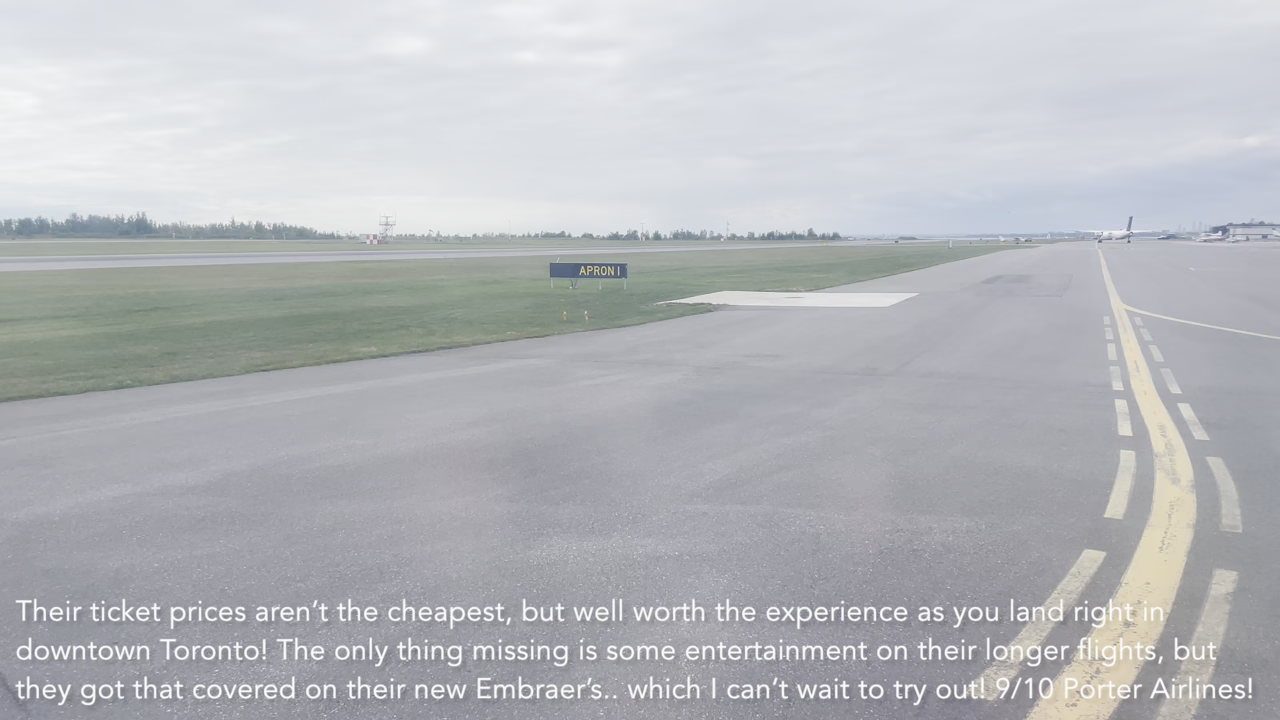 APRON I
Their ticket prices aren't the cheapest, but well worth the experience as you land right in
downtown Toronto! The only thing missing is some entertainment on their longer flights, but
they got that covered on their new Embraer's.. which I can't wait to try out! 9/10 Porter Airlines!